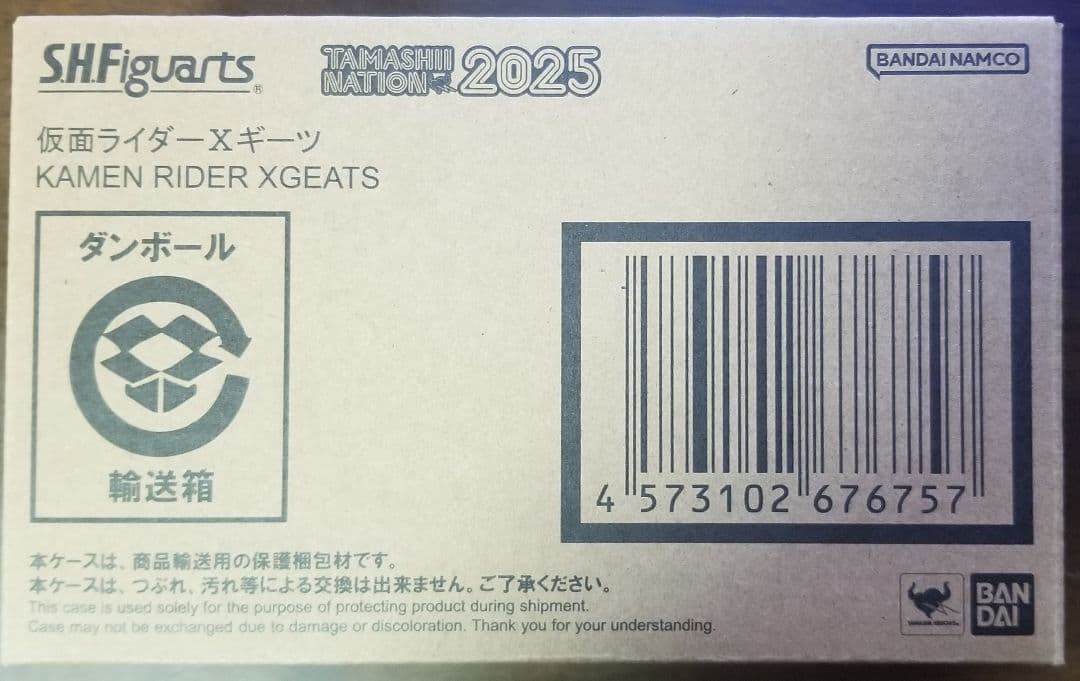 S.H.Figuarts®
TAMASHII NATION 2025
BANDAI NAMCO
仮面ライダーXギーツ
KAMEN RIDER XGEATS
ダンボール
輸送箱
4 573102 676757
本ケースは、商品輸送用の保護梱包材です。
本ケースは、つぶれ、汚れ等による交換は出来ません。ご了承ください。
This case is used solely for the purpose of protecting product during shipment.
Case may not be exchanged due to damage or discoloration. Thank you for your understanding.
TAMASHII NATIONS
BAN
DAI